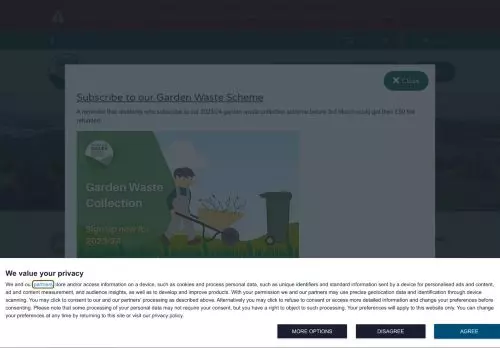 Close
Subscribe to our Garden Waste Scheme
A reminder that residents who subscribe to our 2023/24 garden waste collection scheme before 3rd March could get their £50 fee
refunded
Garden Waste
Collection
Sign up now for
We value your privacy
We and our partners store and/or access information on a device, such as cookies and process personal data, such as unique identifiers and standard information sent by a device for personalised ads and content,
ad and content measurement, and audience insights, as well as to develop and improve products. With your permission we and our partners may use precise geolocation data and identification through device
scanning. You may click to consent to our and our partners' processing as described above. Alternatively you may click to refuse to consent or access more detailed information and change your preferences before
consenting. Please note that some processing of your personal data may not require your consent, but you have a right to object to such processing. Your preferences will apply to this website only. You can change
your preferences at any time by returning to this site or visit our privacy policy.
MORE OPTIONS
DISAGREE
AGREE